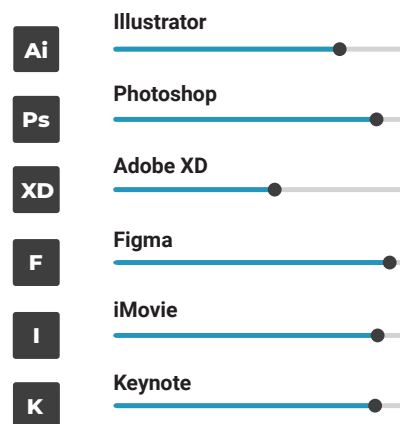 Illustrator
Ai
Photoshop
Ps
Adobe XD
XD
Figma
F
iMovie
I
Keynote
K